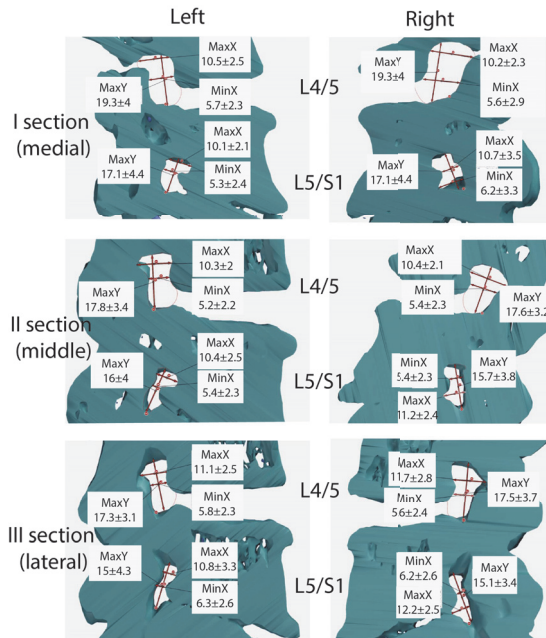 Left
Right
MaxX
10.5±2.5
MaxY
19.3±4
MinX
5.7±2.3
L4/5
MaxX
10.2±2.3
MaxY
19.3±4
MinX
5.6±2.9
I section
(medial)
MaxX
10.1±2.1
MaxY
17.1±4.4
MinX
5.3±2.4
L5/S1
MaxX
10.7±3.5
MaxY
17.1±4.4
MinX
6.2±3.3
MaxX
10.3±2
MaxY
17.8±3.4
MinX
5.2±2.2
L4/5
MaxX
10.4±2.1
MinX
5.4±2.3
MaxY
17.6±3.2
II section
(middle)
MaxX
10.4±2.5
MaxY
16±4
MinX
5.4±2.3
L5/S1
MinX
5.4±2.3
MaxY
15.7±3.8
MaxX
11.2±2.4
MaxX
11.1±2.5
MaxY
17.3±3.1
MinX
5.8±2.3
L4/5
MaxX
11.7±2.8
MinX
56±2.4
MaxY
17.5±3.7
III section
(lateral)
MaxX
10.8±3.3
MaxY
15±4.3
MinX
6.3±2.6
L5/S1
MinX
6.2±2.6
MaxY
15.1±3.4
MaxX
12.2±2.5